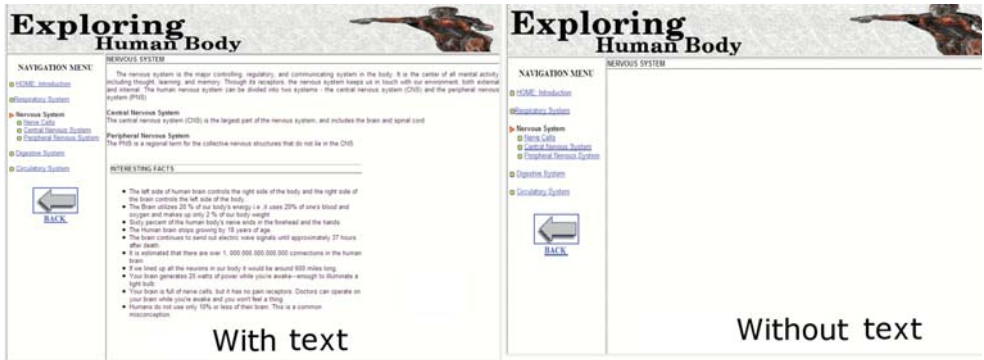 Exploring
Human Body
NAVIGATION MENU
HOME: Introduction
Respiratory System
Nervous System
Nerve Cells
Central Nervous System
Peripheral Nervous System
Digestive System
Circulatory System
BACK
NERVOUS SYSTEM
The nervous system is the major controlling, regulatory, and communicating system in the body. It is the center of all mental activity
including thought, learning, and memory. Through its receptors, the nervous system keeps us in touch with our environment, both external
and internal. The human nervous system can be divided into two systems - the central nervous system (CNS) and the peripheral nervous
system (PNS)
Central Nervous System
The central nervous system (CNS) is the largest part of the nervous system, and includes the brain and spinal cord
Peripheral Nervous System
The PNS is a regional term for the collective nervous structures that do not lie in the CNS
INTERESTING FACTS
The left side of human brain controls the right side of the body and the right side of
the brain controls the left side of the body.
The Brain utilizes 20 % of our body's energy i.e .it uses 20% of one's blood and
oxygen and makes up only 2 % of our body weight
Sixty percent of the human body's nerve ends in the forehead and the hands.
The Human brain stops growing by 18 years of age.
The brain continues to send out electric wave signals until approximately 37 hours
after death
It is estimated that there are over 1, 000,000,000,000,000 connections in the human
brain
If we lined up all the neurons in our body it would be around 600 miles long.
Your brain generates 25 watts of power while you're awake--enough to illuminate a
light bulb
Your brain is full of nerve cells, but it has no pain receptors. Doctors can operate on
your brain while you're awake and you won't feel a thing.
Humans do not use only 10% or less of their brain. This is a common
misconception.
With text
Exploring
Human Body
NAVIGATION MENU
HOME: Introduction
Respiratory System
Nervous System
Nerve Cells
Central Nervous System
Peripheral Nervous System
Digestive System
Circulatory System
BACK
NERVOUS SYSTEM
Without text